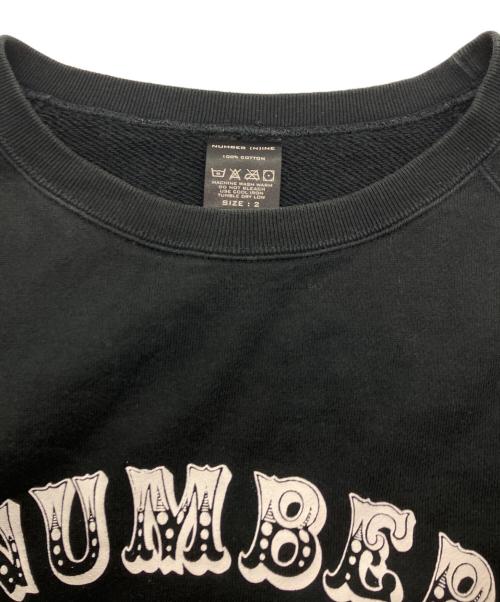 NUMBER (N)INE
100% COTTON
MACHINE WASH WARM
DO NOT BLEACH
USE COOL IRON
TUMBLE DRY LOW
SIZE : 2
NUMBER